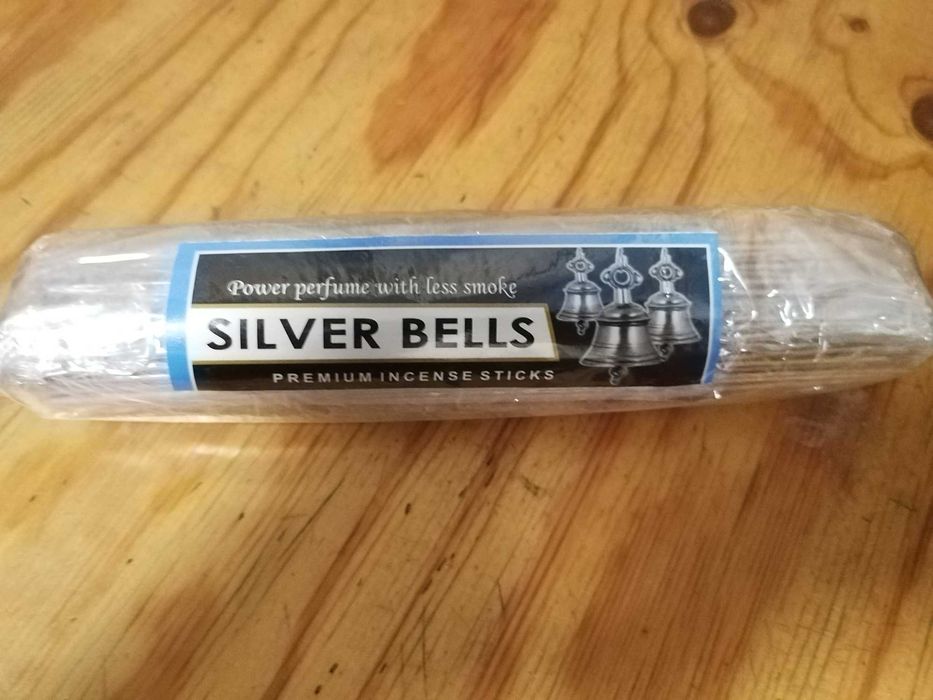 Power perfume with less smoke
SILVER BELLS
PREMIUM INCENSE STICKS